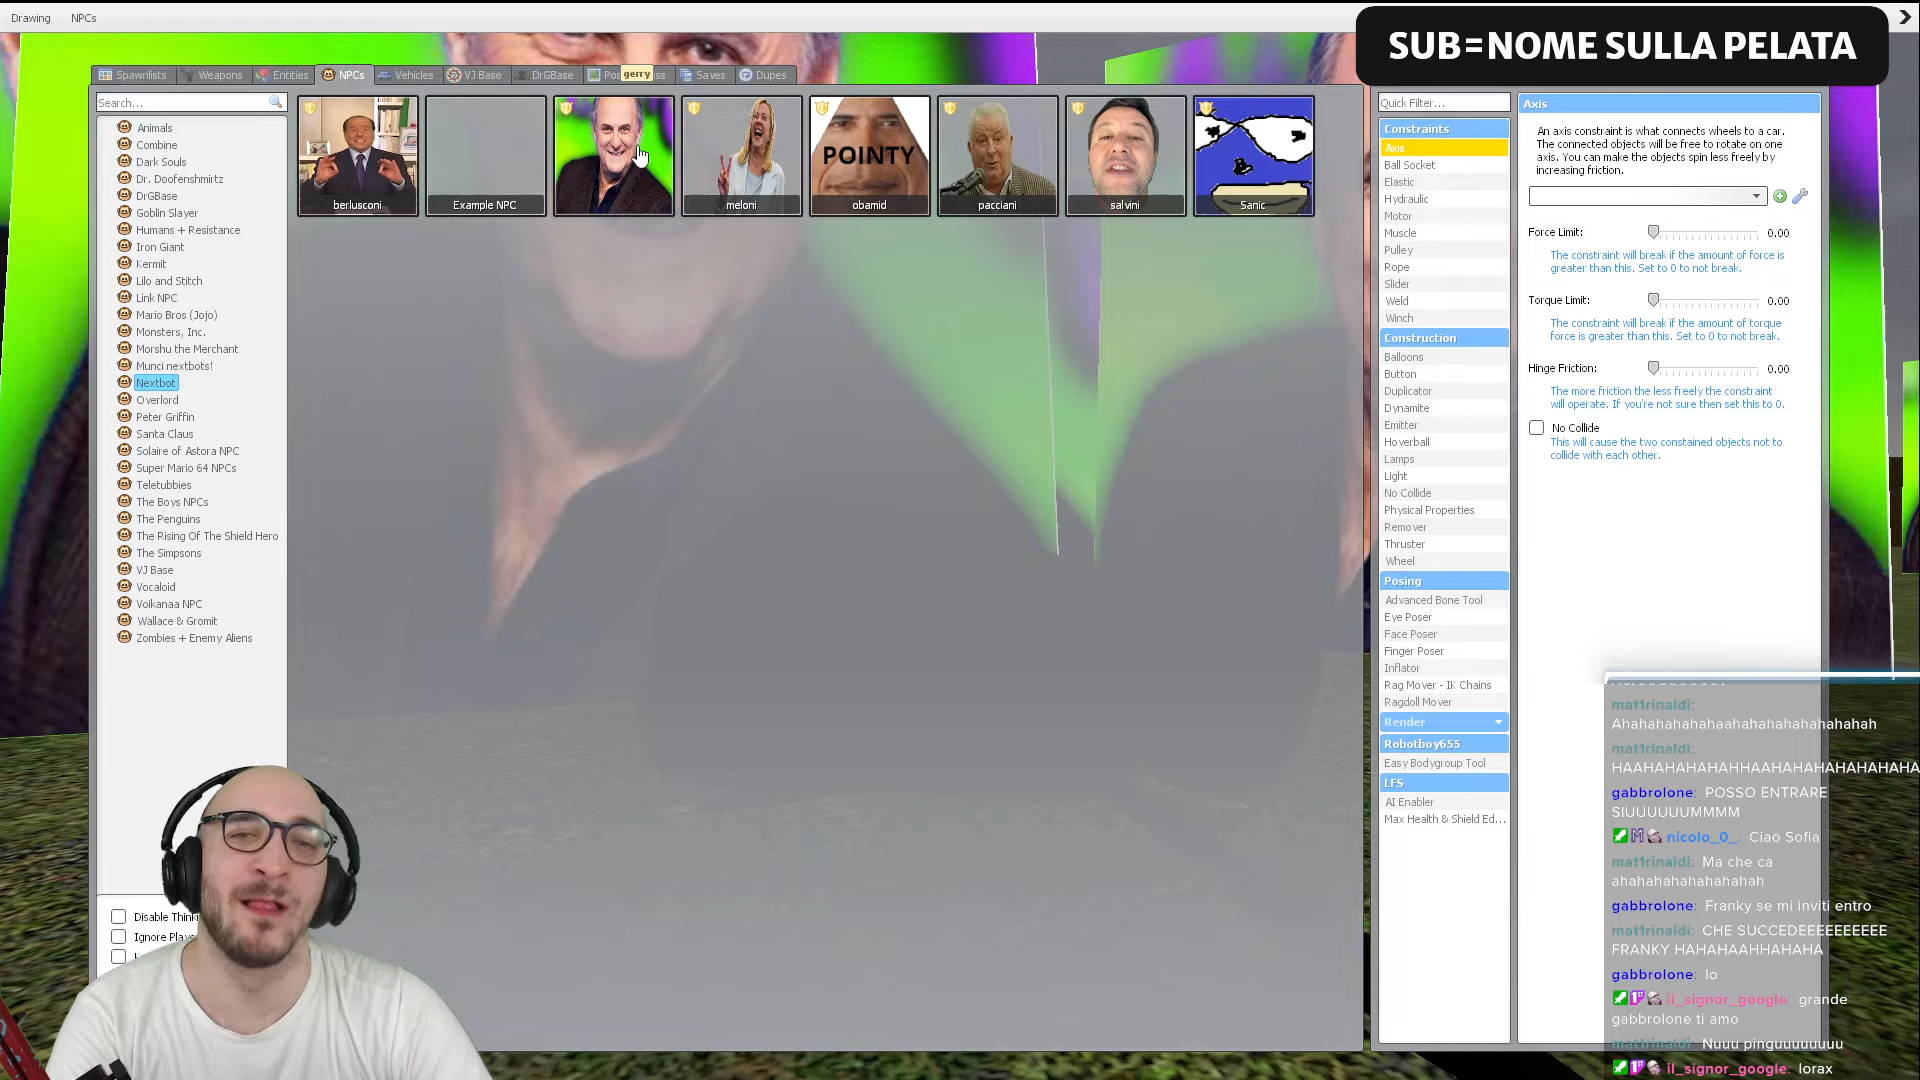 Drawing NPCs
SUB=NOME SULLA PELATA
Spawnlists Weapons Entities NPCs Vehicles VJ Base DrGBase Saves Dupes
gerry
Search...
Animals
Combine
Dark Souls
Dr. Doofenshmirtz
DrGBase
Goblin Slayer
Humans + Resistance
Iron Giant
Kermit
Lilo and Stitch
Link NPC
Mario Bros (Jojo)
Monsters, Inc.
Morshu the Merchant
Munci nextbots!
Nextbot
Overlord
Peter Griffin
Santa Claus
Solaire of Astora NPC
Super Mario 64 NPCs
Teletubbies
The Boys NPCs
The Penguins
The Rising Of The Shield Hero
The Simpsons
VJ Base
Vocaloid
Voikanaa NPC
Wallace & Gromit
Zombies + Enemy Aliens
Disable Thinki
Ignore Playe
POINTY
berlusconi Example NPC meloni obamid pacciani salvini Sanic
Quick Filter...
Constraints
Axis
Ball Socket
Elastic
Hydraulic
Motor
Muscle
Pulley
Rope
Slider
Weld
Winch
Construction
Balloons
Button
Duplicator
Dynamite
Emitter
Hoverball
Lamps
Light
No Collide
Physical Properties
Remover
Thruster
Wheel
Posing
Advanced Bone Tool
Eye Poser
Face Poser
Finger Poser
Inflator
Rag Mover - IK Chains
Ragdoll Mover
Render
Robotboy655
Easy Bodygroup Tool
LFS
AI Enabler
Max Health & Shield Ed...
Axis
An axis constraint is what connects wheels to a car.
The connected objects will be free to rotate on one
axis. You can make the objects spin less freely by
increasing friction.
Force Limit: 0.00
The constraint will break if the amount of force is
greater than this. Set to 0 to not break.
Torque Limit: 0.00
The constraint will break if the amount of torque
force is greater than this. Set to 0 to not break.
Hinge Friction: 0.00
The more friction the less freely the constraint
will operate. If you're not sure then set this to 0.
No Collide
This will cause the two constained objects not to
collide with each other.
mat1rinaldi:
Ahahahahahahaahahahahahahahahah
mat1rinaldi:
HAAHAHAHAHAHHAAHAHAHAHAHAHAHA
gabbrolone: POSSO ENTRARE
SIUUUUUUMMMM
nicolo_0_: Ciao Sofia
mat1rinaldi: Ma che ca
ahahahahahahahahah
gabbrolone: Franky se mi inviti entro
mat1rinaldi: CHE SUCCEDEEEEEEEEEE
FRANKY HAHAHAAHHAHAHA
gabbrolone: Io
il_signor_google: grande
gabbrolone ti amo
mat1rinaldi: Nuuu pinguuuuuuuu
il_signor_google: lorax